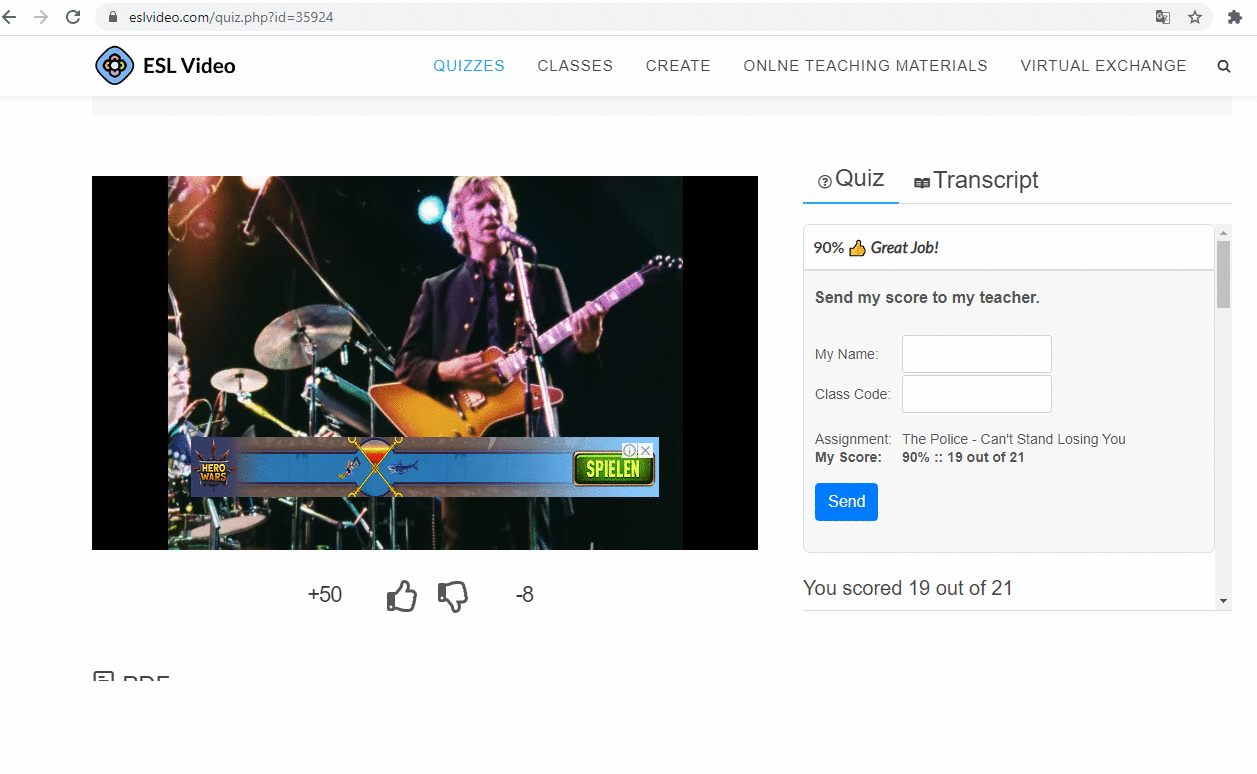 eslvideo.com/quiz.php?id=35924
ESL Video
QUIZZES CLASSES CREATE ONLNE TEACHING MATERIALS VIRTUAL EXCHANGE
Quiz Transcript
90% 👍 Great Job!
Send my score to my teacher.
My Name:
Class Code:
Assignment: The Police - Can't Stand Losing You
My Score: 90% :: 19 out of 21
Send
HERO
WARS
SPIELEN
+50 -8
You scored 19 out of 21
PDF